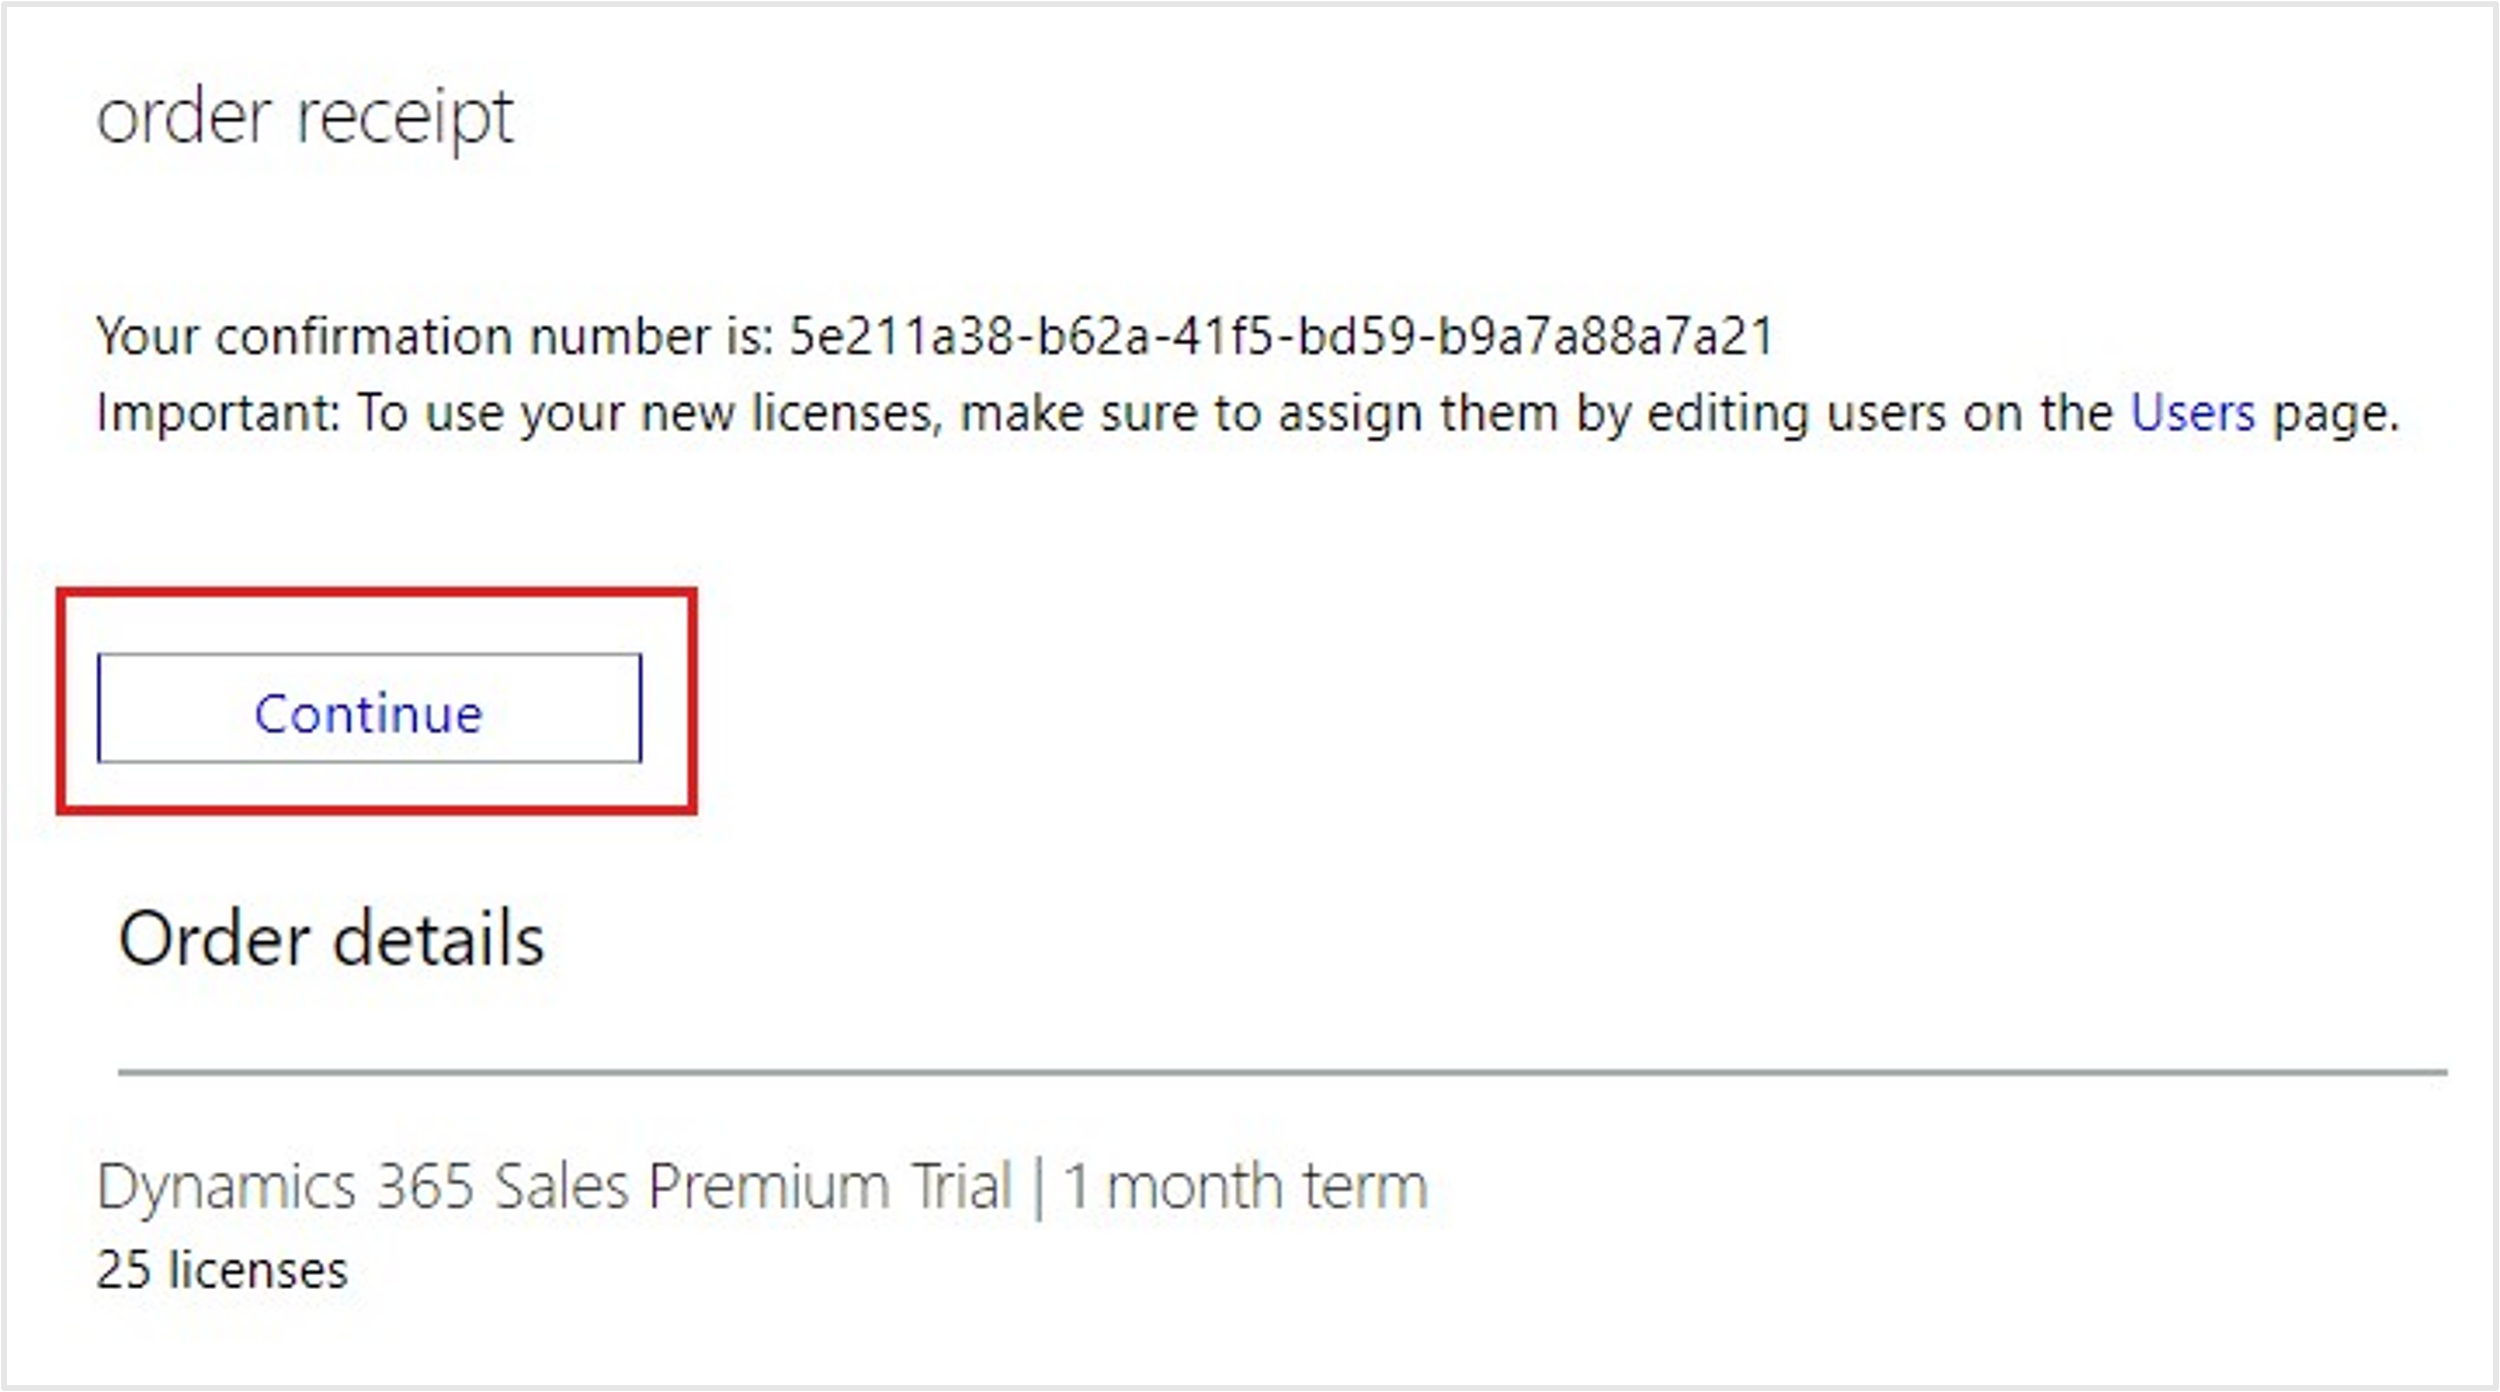 order receipt
Your confirmation number is: 5e211a38-b62a-41f5-bd59-b9a7a88a7a21
Important: To use your new licenses, make sure to assign them by editing users on the Users page.
Continue
Order details
Dynamics 365 Sales Premium Trial | 1 month term
25 licenses